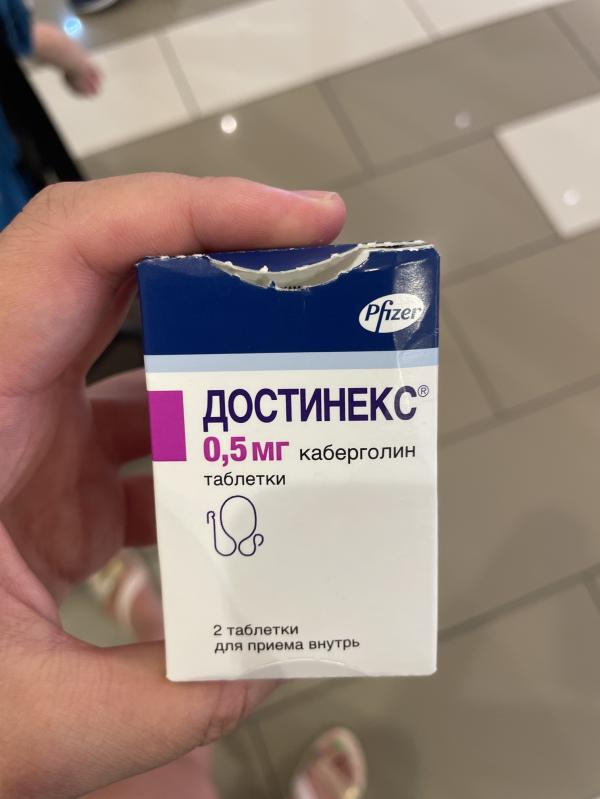 Pfizer
ДОСТИНЕКС®
0,5 мг каберголин
таблетки
2 таблетки
для приема внутрь